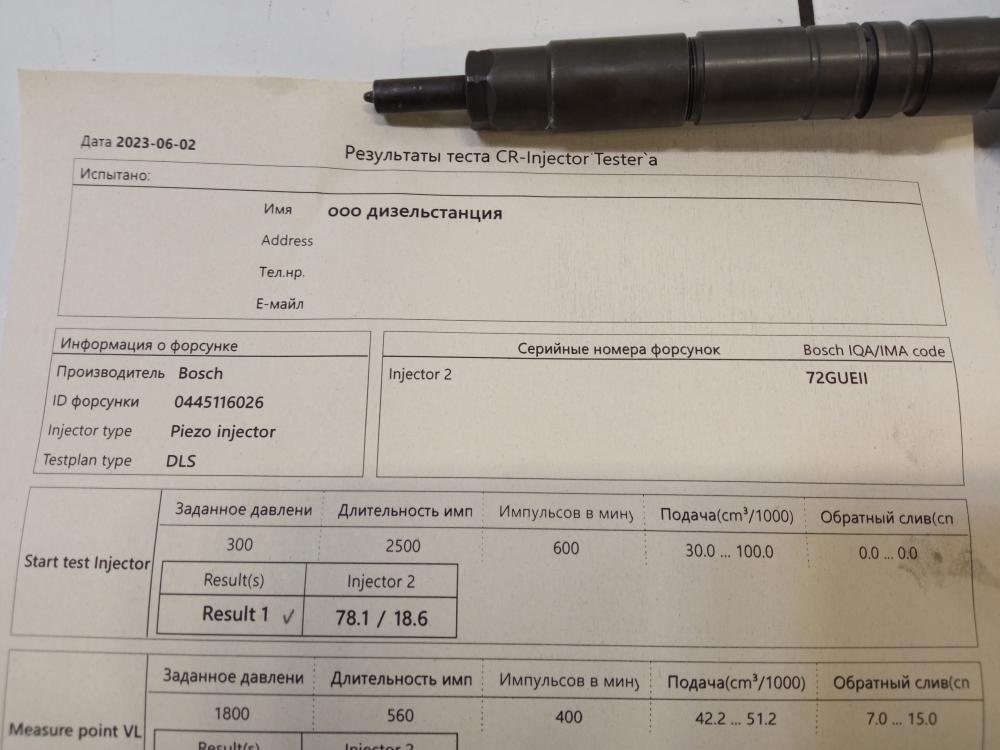 Дата 2023-06-02
Результаты теста CR-Injector Tester`а
Испытано:
Имя ооо дизельстанция
Address
Тел.нр.
Е-майл
Информация о форсунке
Производитель Bosch
ID форсунки 0445116026
Injector type Piezo injector
Testplan type DLS
Серийные номера форсунок Bosch IQA/IMA code
Injector 2 72GUEII
Start test Injector
Заданное давлени Длительность имп Импульсов в мину Подача(cm³/1000) Обратный слив(сп
300 2500 600 30.0 ... 100.0 0.0 ... 0.0
Result(s) Injector 2
Result 1 ✓ 78.1 / 18.6
Measure point VL
Заданное давлени Длительность имп Импульсов в мину Подача(cm³/1000) Обратный слив(сп
1800 560 400 42.2 ... 51.2 7.0 ... 15.0
Result(s) Injector 2